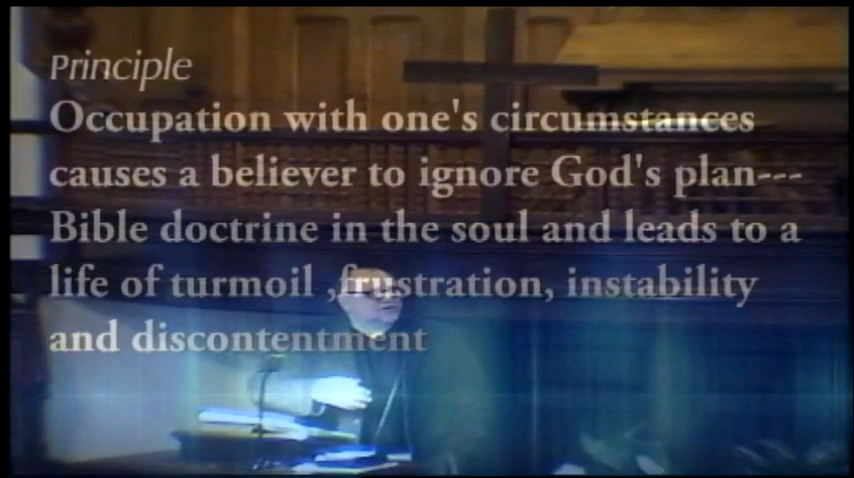 Principle
Occupation with one's circumstances
causes a believer to ignore God's plan---
Bible doctrine in the soul and leads to a
life of turmoil ,frustration, instability
and discontentment